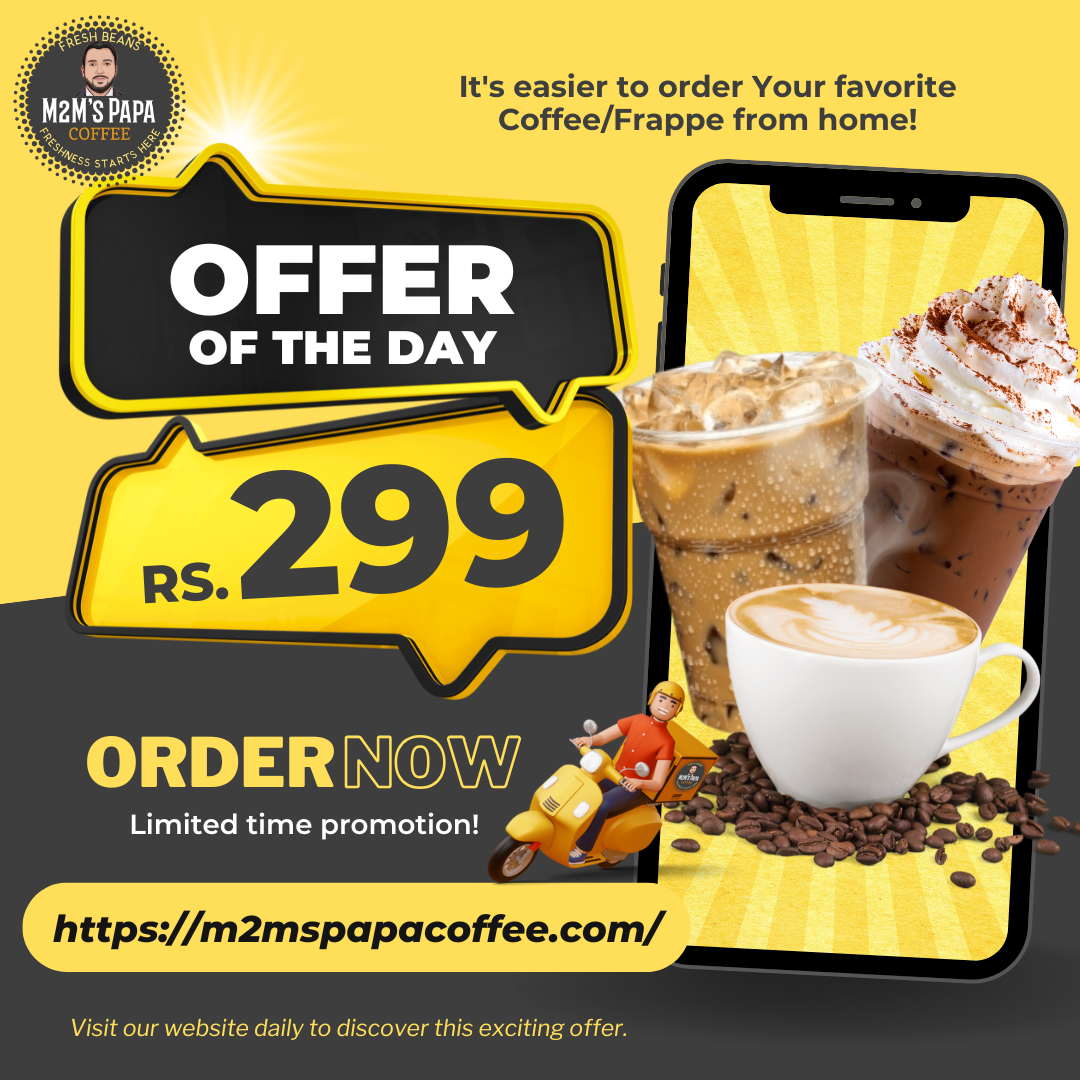 FRESH BEANS
M2M'S PAPA
COFFEE
FRESHNESS STARTS HERE
It's easier to order Your favorite
Coffee/Frappe from home!
OFFER
OF THE DAY
RS.299
ORDER NOW
Limited time promotion!
M2M'S PAPA
https://m2mspapacoffee.com/
Visit our website daily to discover this exciting offer.